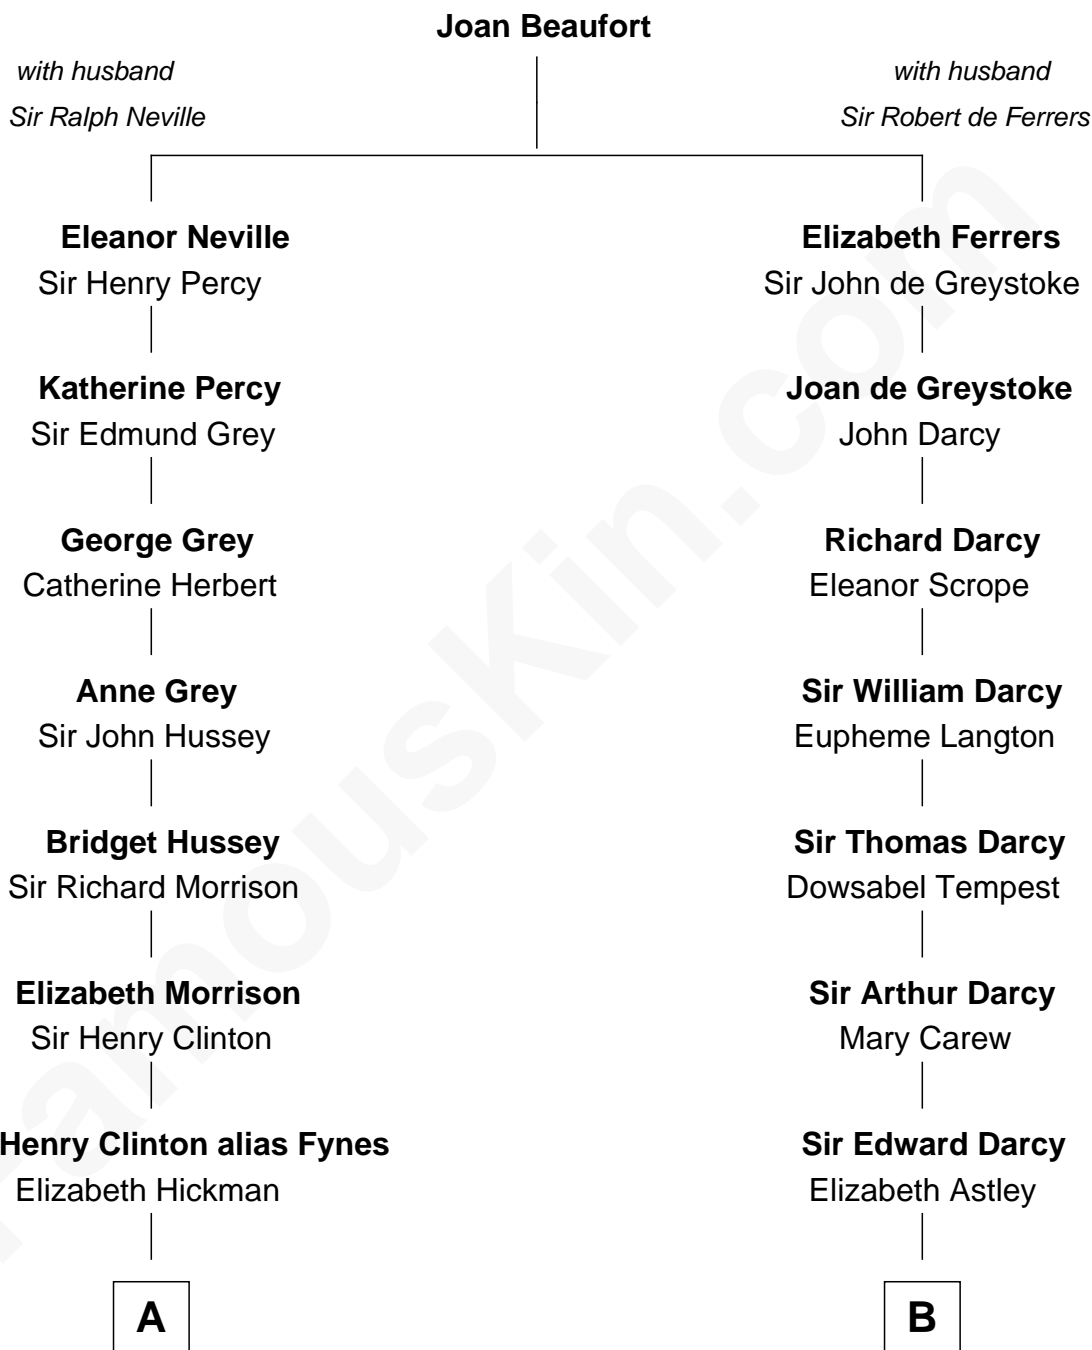 Joan Beaufort
with husband
Sir Ralph Neville
with husband
Sir Robert de Ferrers
Eleanor Neville
Sir Henry Percy
Katherine Percy
Sir Edmund Grey
George Grey
Catherine Herbert
Anne Grey
Sir John Hussey
Bridget Hussey
Sir Richard Morrison
Elizabeth Morrison
Sir Henry Clinton
Henry Clinton alias Fynes
Elizabeth Hickman
A
Elizabeth Ferrers
Sir John de Greystoke
Joan de Greystoke
John Darcy
Richard Darcy
Eleanor Scrope
Sir William Darcy
Eupheme Langton
Sir Thomas Darcy
Dowsabel Tempest
Sir Arthur Darcy
Mary Carew
Sir Edward Darcy
Elizabeth Astley
B
FamousKin.com